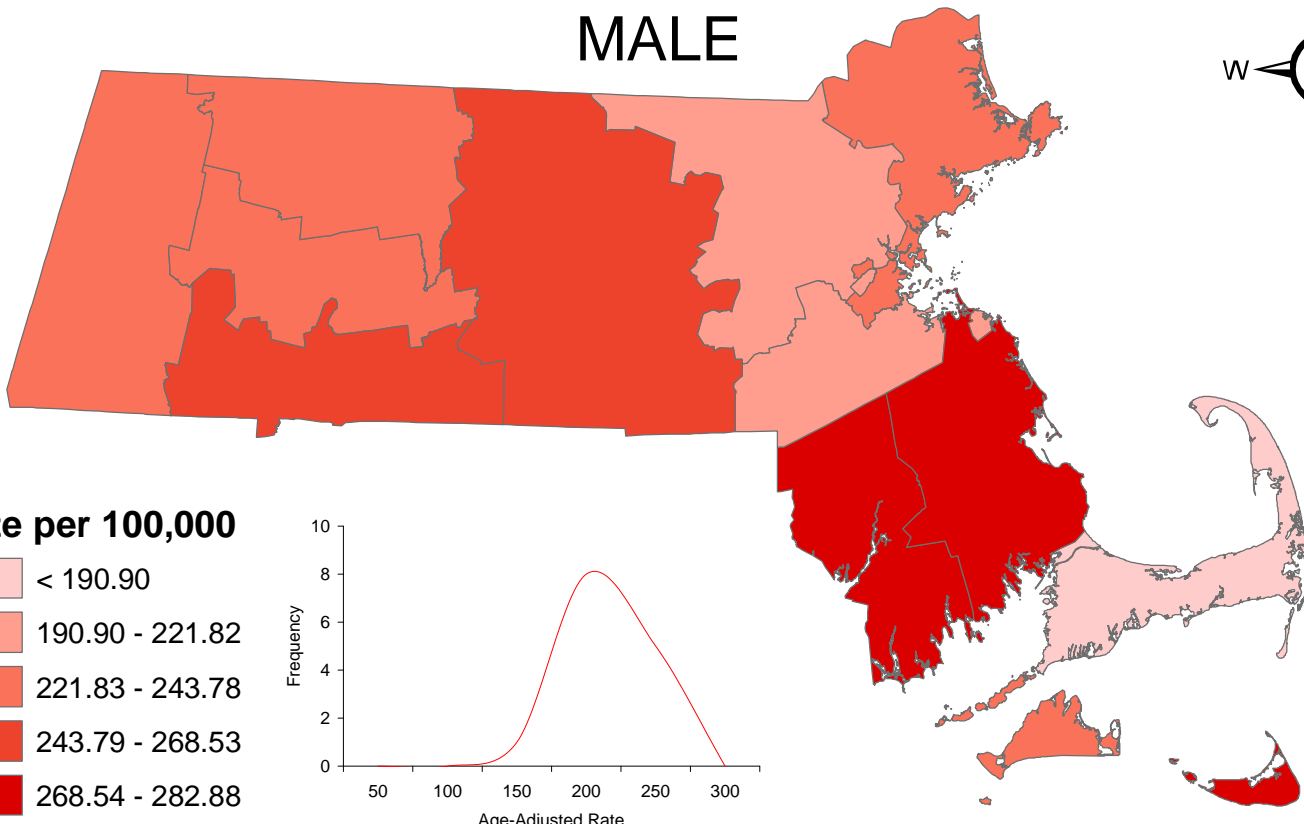 MALE
W
te per 100,000
< 190.90
190.90 - 221.82
221.83 - 243.78
243.79 - 268.53
268.54 - 282.88
10
8
6
4
2
0
Frequency
50 100 150 200 250 300
Age-Adjusted Rate